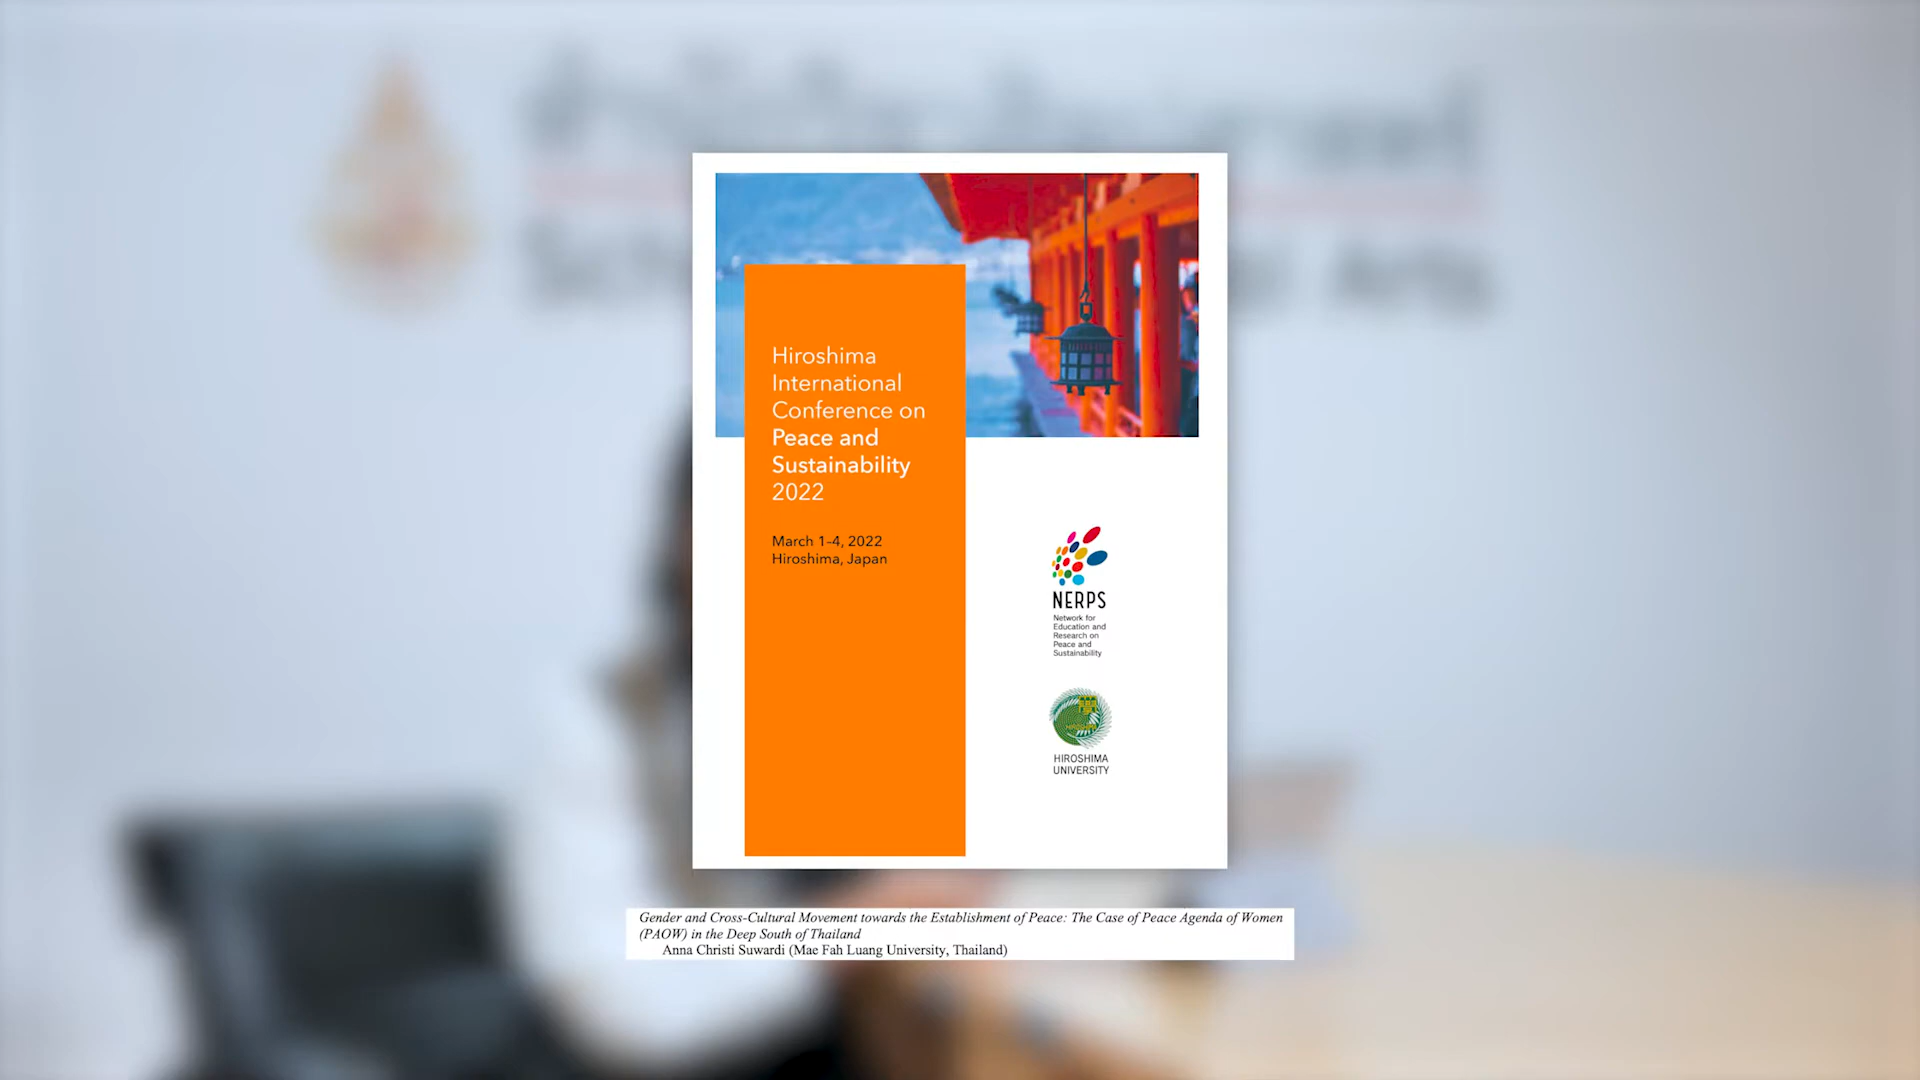 Hiroshima
International
Conference on
Peace and
Sustainability
2022
March 1-4, 2022
Hiroshima, Japan
NERPS
Network for
Education and
Research on
Peace and
Sustainability
HIROSHIMA
UNIVERSITY
Gender and Cross-Cultural Movement towards the Establishment of Peace: The Case of Peace Agenda of Women
(PAOW) in the Deep South of Thailand
Anna Christi Suwardi (Mae Fah Luang University, Thailand)